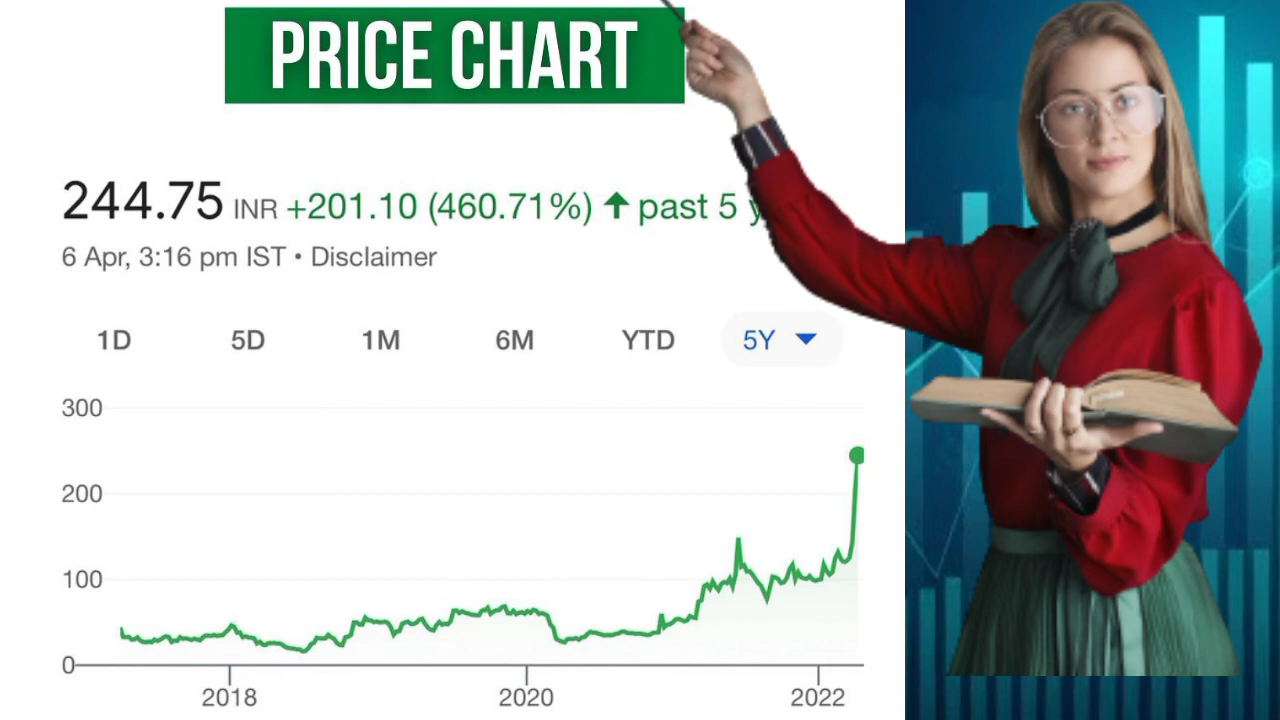 PRICE CHART
244.75 INR +201.10 (460.71%) ↑ past 5
6 Apr, 3:16 pm IST • Disclaimer
1D 5D 1M 6M YTD 5Y
300
200
100
0
2018 2020 2022